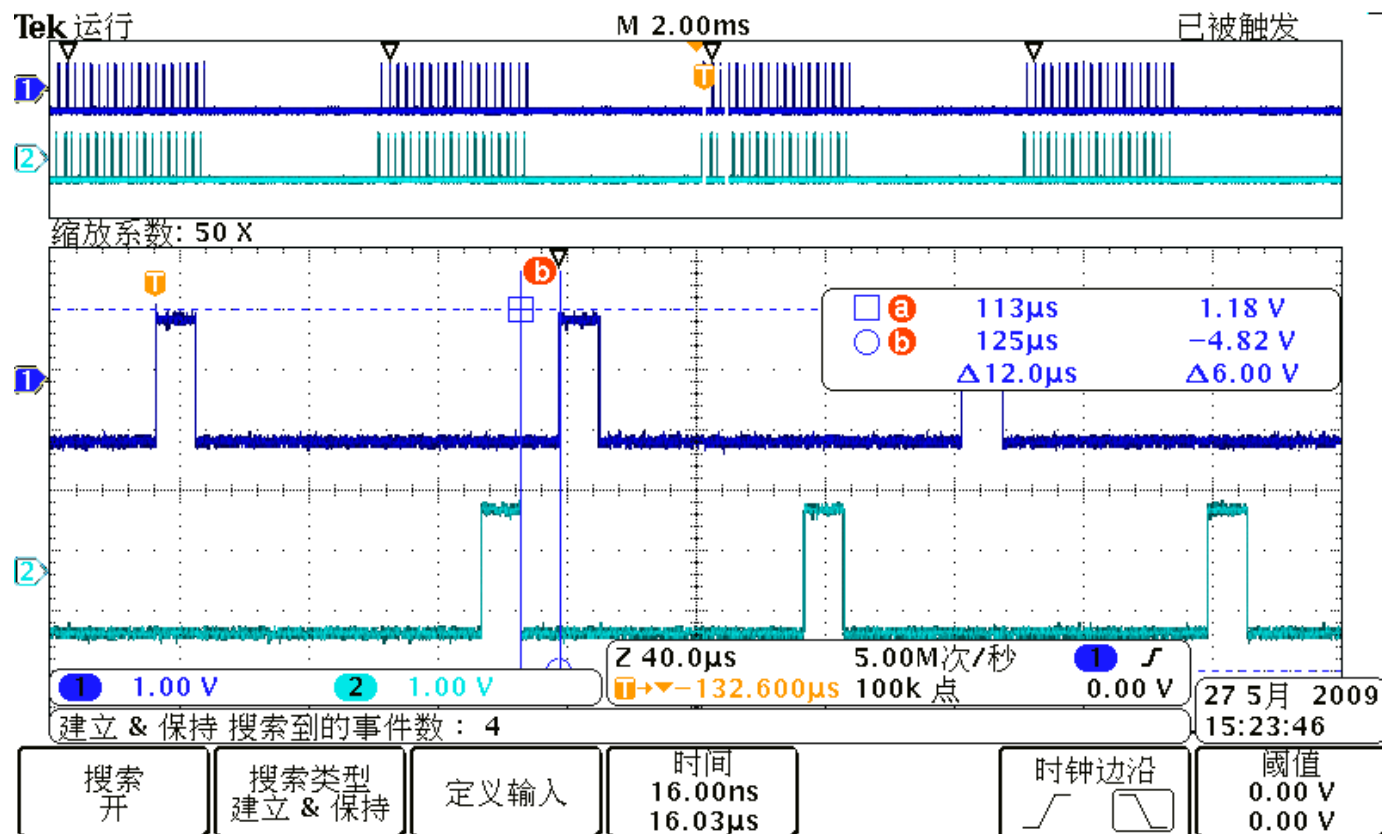 Tek 运行 M 2.00ms 已被触发
T
1
2
缩放系数: 50 X
T
b
a 113µs 1.18 V
b 125µs −4.82 V
Δ12.0µs Δ6.00 V
1
2
Z 40.0µs 5.00M次/秒 1
1 1.00 V 2 1.00 V T→▼−132.600µs 100k 点 0.00 V
27 5月 2009
15:23:46
建立 & 保持 搜索到的事件数 : 4
搜索
开
搜索类型
建立 & 保持
定义输入
时间
16.00ns
16.03µs
时钟边沿
阈值
0.00 V
0.00 V